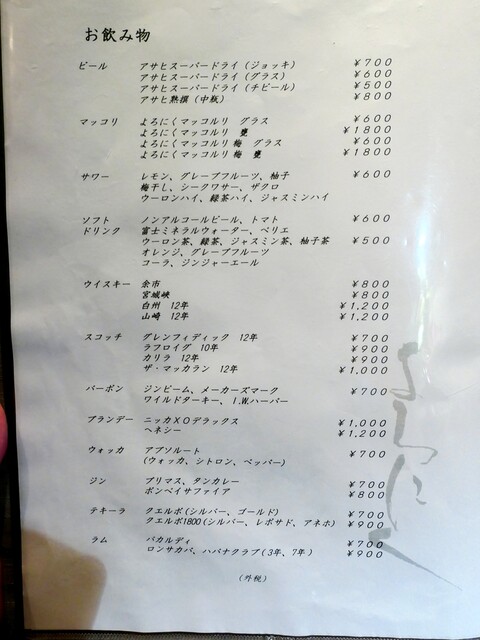 お飲み物
ビール アサヒスーパードライ（ジョッキ） ￥７００
アサヒスーパードライ（グラス） ￥６００
アサヒスーパードライ（チビール） ￥５００
アサヒ熟撰（中瓶） ￥８００
マッコリ よろにくマッコルリ グラス ￥６００
よろにくマッコルリ 甕 ￥１８００
よろにくマッコルリ梅 グラス ￥６００
よろにくマッコルリ梅 甕 ￥１８００
サワー レモン、グレープフルーツ、柚子 ￥６００
梅干し、シークワサー、ザクロ
ウーロンハイ、緑茶ハイ、ジャスミンハイ
ソフト ノンアルコールビール、トマト ￥６００
ドリンク 富士ミネラルウォーター、ペリエ
ウーロン茶、緑茶、ジャスミン茶、柚子茶 ￥５００
オレンジ、グレープフルーツ
コーラ、ジンジャーエール
ウイスキー 余市 ￥８００
宮城峡 ￥８００
白州 12年 ￥１,２００
山崎 12年 ￥１,２００
スコッチ グレンフィディック 12年 ￥７００
ラフロイグ 10年 ￥９００
カリラ 12年 ￥９００
ザ・マッカラン 12年 ￥１,０００
バーボン ジンビーム、メーカーズマーク ￥７００
ワイルドターキー、I.W.ハーパー
ブランデー ニッカＸＯデラックス ￥１,０００
ヘネシー ￥１,２００
ウォッカ アブソルート ￥７００
（ウォッカ、シトロン、ペッパー）
ジン プリマス、タンカレー ￥７００
ボンベイサファイア ￥８００
テキーラ クエルボ（シルバー、ゴールド） ￥７００
クエルボ1800（シルバー、レポサド、アネホ） ￥９００
ラム バカルディ ￥７００
ロンサカパ、ハバナクラブ（3年、7年） ￥９００
よろにく
（外税）